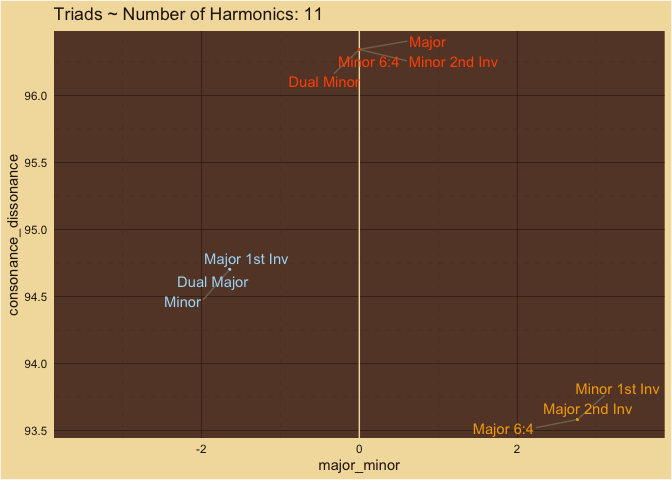 Triads ~ Number of Harmonics: 11
Major
Minor 6:4
Minor 2nd Inv
Dual Minor
96.0
95.5
95.0
94.5
94.0
93.5
consonance_dissonance
Major 1st Inv
Dual Major
Minor
Minor 1st Inv
Major 2nd Inv
Major 6:4
-2
0
2
major_minor